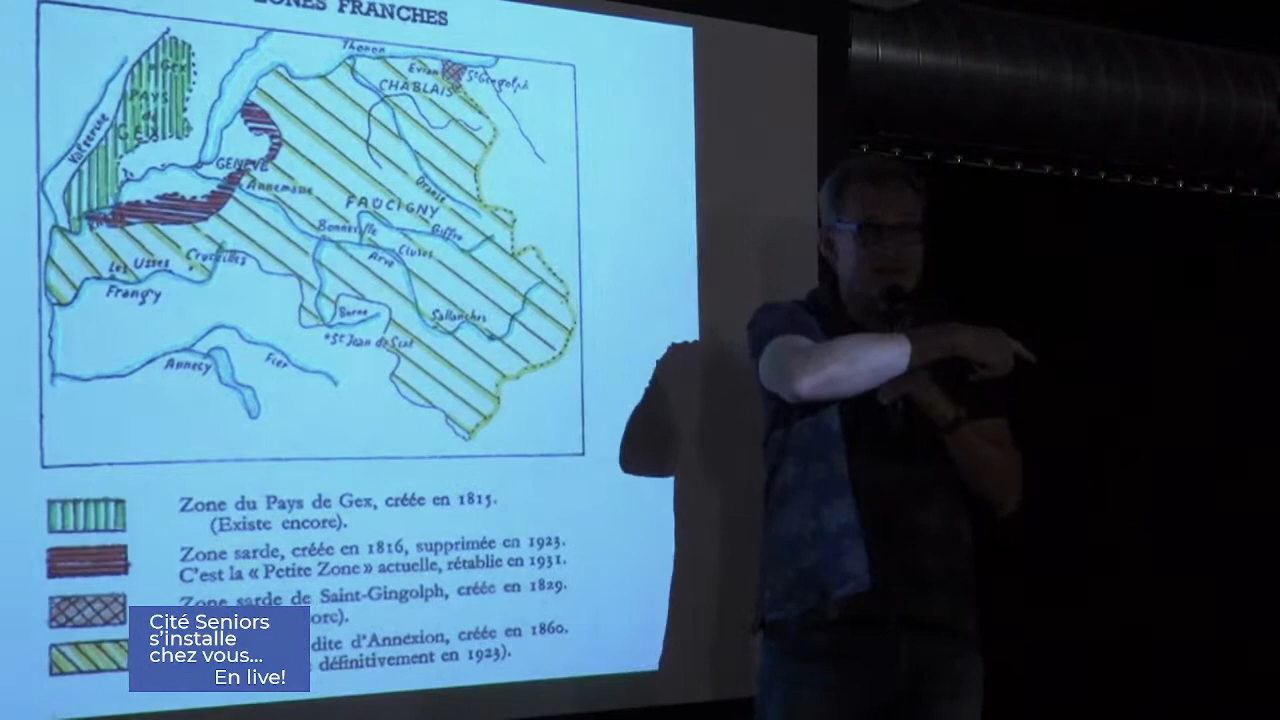 ZONES FRANCHES
Thonon
Evian
St Gingolph
CHABLAIS
Gex
PAYS
de
GEX
Valserine
GENÈVE
Annemasse
Dranse
FAUCIGNY
Bonneville
Giffre
Cluses
Arve
Cruseilles
Les Usses
Frangy
Borne
Sallanches
St Jean de Sixt
Annecy
Fier
Zone du Pays de Gex, créée en 1815.
(Existe encore).
Zone sarde, créée en 1816, supprimée en 1923.
C'est la « Petite Zone » actuelle, rétablie en 1931.
Zone sarde de Saint-Gingolph, créée en 1829.
dite d'Annexion, créée en 1860.
définitivement en 1923).
Cité Seniors
s'installe
chez vous...
En live!